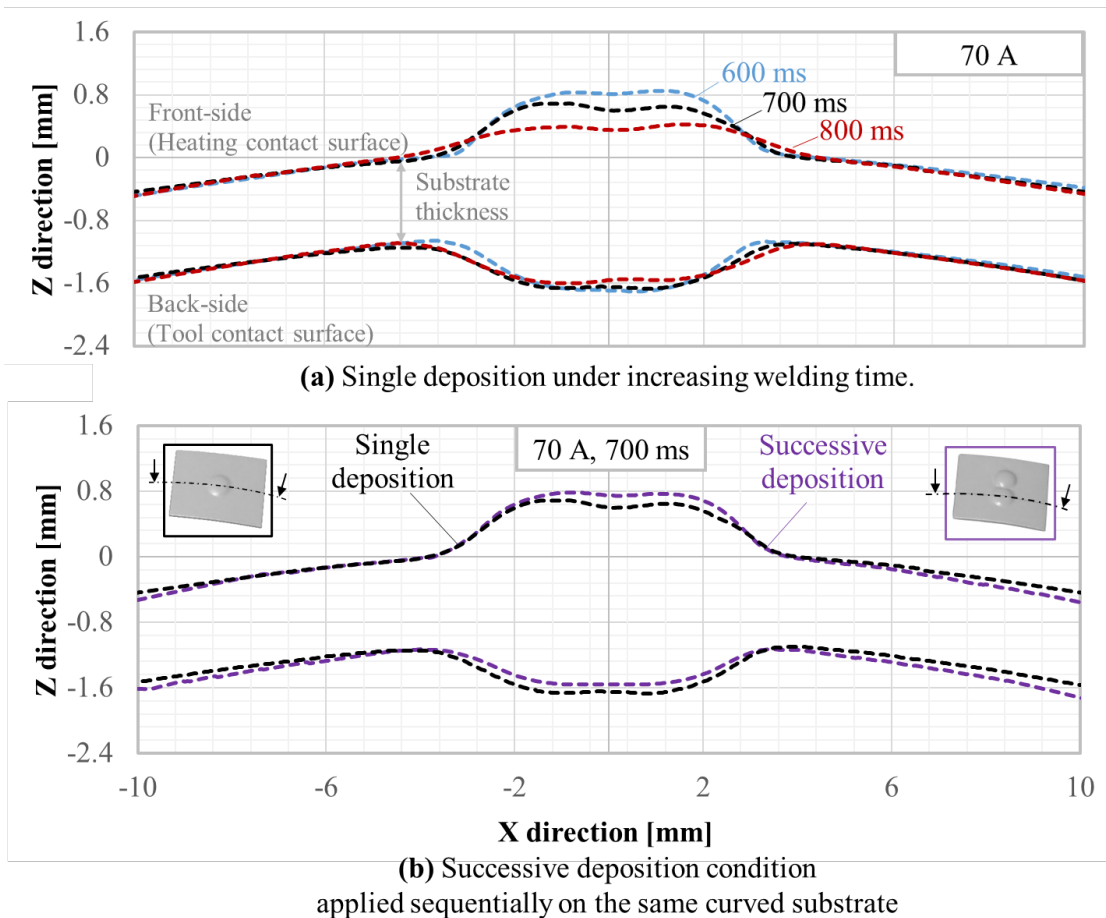 1.6
0.8
0
-0.8
-1.6
-2.4
Z direction [mm]
70 A
600 ms
700 ms
800 ms
Front-side
(Heating contact surface)
Substrate
thickness
Back-side
(Tool contact surface)
(a) Single deposition under increasing welding time.
1.6
0.8
0
-0.8
-1.6
-2.4
Z direction [mm]
Single
deposition
70 A, 700 ms
Successive
deposition
-10
-6
-2
2
6
10
X direction [mm]
(b) Successive deposition condition
applied sequentially on the same curved substrate